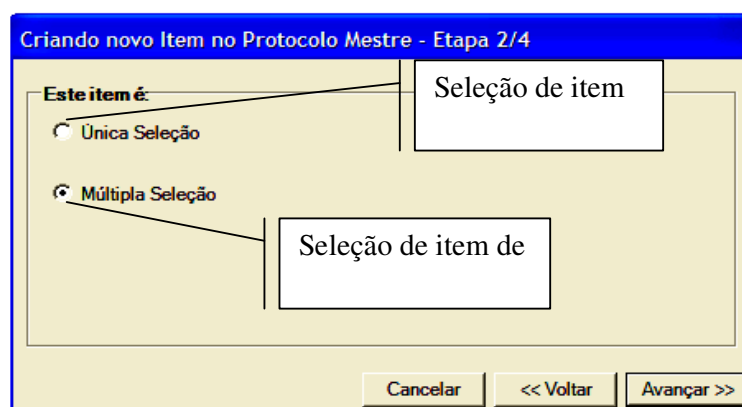 Criando novo Item no Protocolo Mestre - Etapa 2/4
Seleção de item
Este item é:
Única Seleção
Múltipla Seleção
Seleção de item de
Cancelar
<< Voltar
Avançar >>